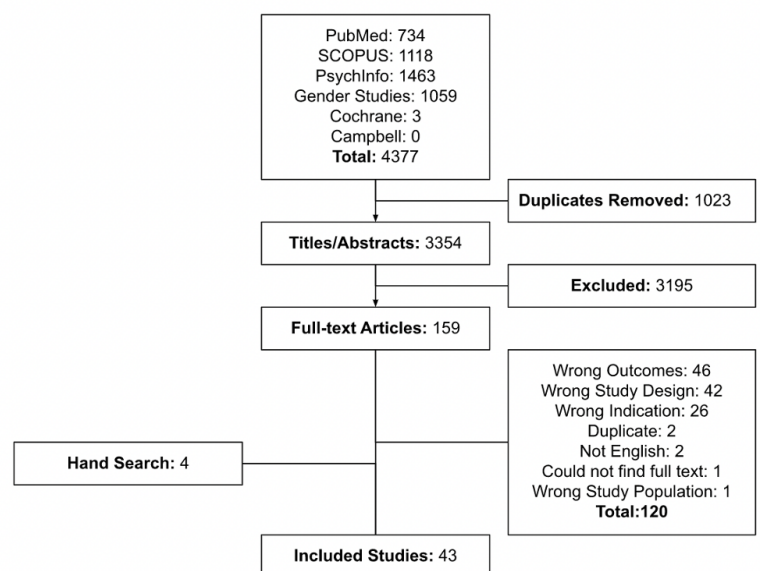 PubMed: 734
SCOPUS: 1118
PsychInfo: 1463
Gender Studies: 1059
Cochrane: 3
Campbell: 0
Total: 4377
Duplicates Removed: 1023
Titles/Abstracts: 3354
Excluded: 3195
Full-text Articles: 159
Wrong Outcomes: 46
Wrong Study Design: 42
Wrong Indication: 26
Duplicate: 2
Not English: 2
Could not find full text: 1
Wrong Study Population: 1
Total:120
Hand Search: 4
Included Studies: 43